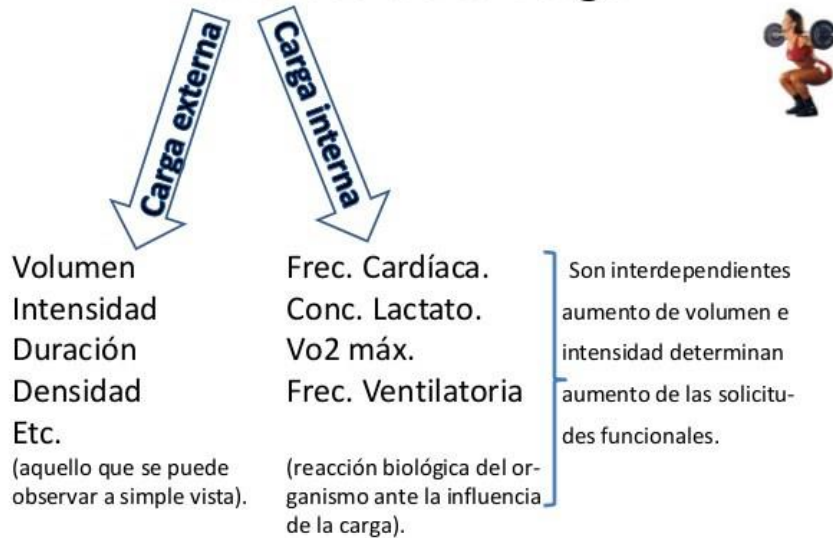 Carga externa
Carga interna
Volumen
Intensidad
Duración
Densidad
Etc.
(aquello que se puede
observar a simple vista).
Frec. Cardíaca.
Conc. Lactato.
Vo2 máx.
Frec. Ventilatoria
(reacción biológica del or-
ganismo ante la influencia
de la carga).
Son interdependientes
aumento de volumen e
intensidad determinan
aumento de las solicitu-
des funcionales.